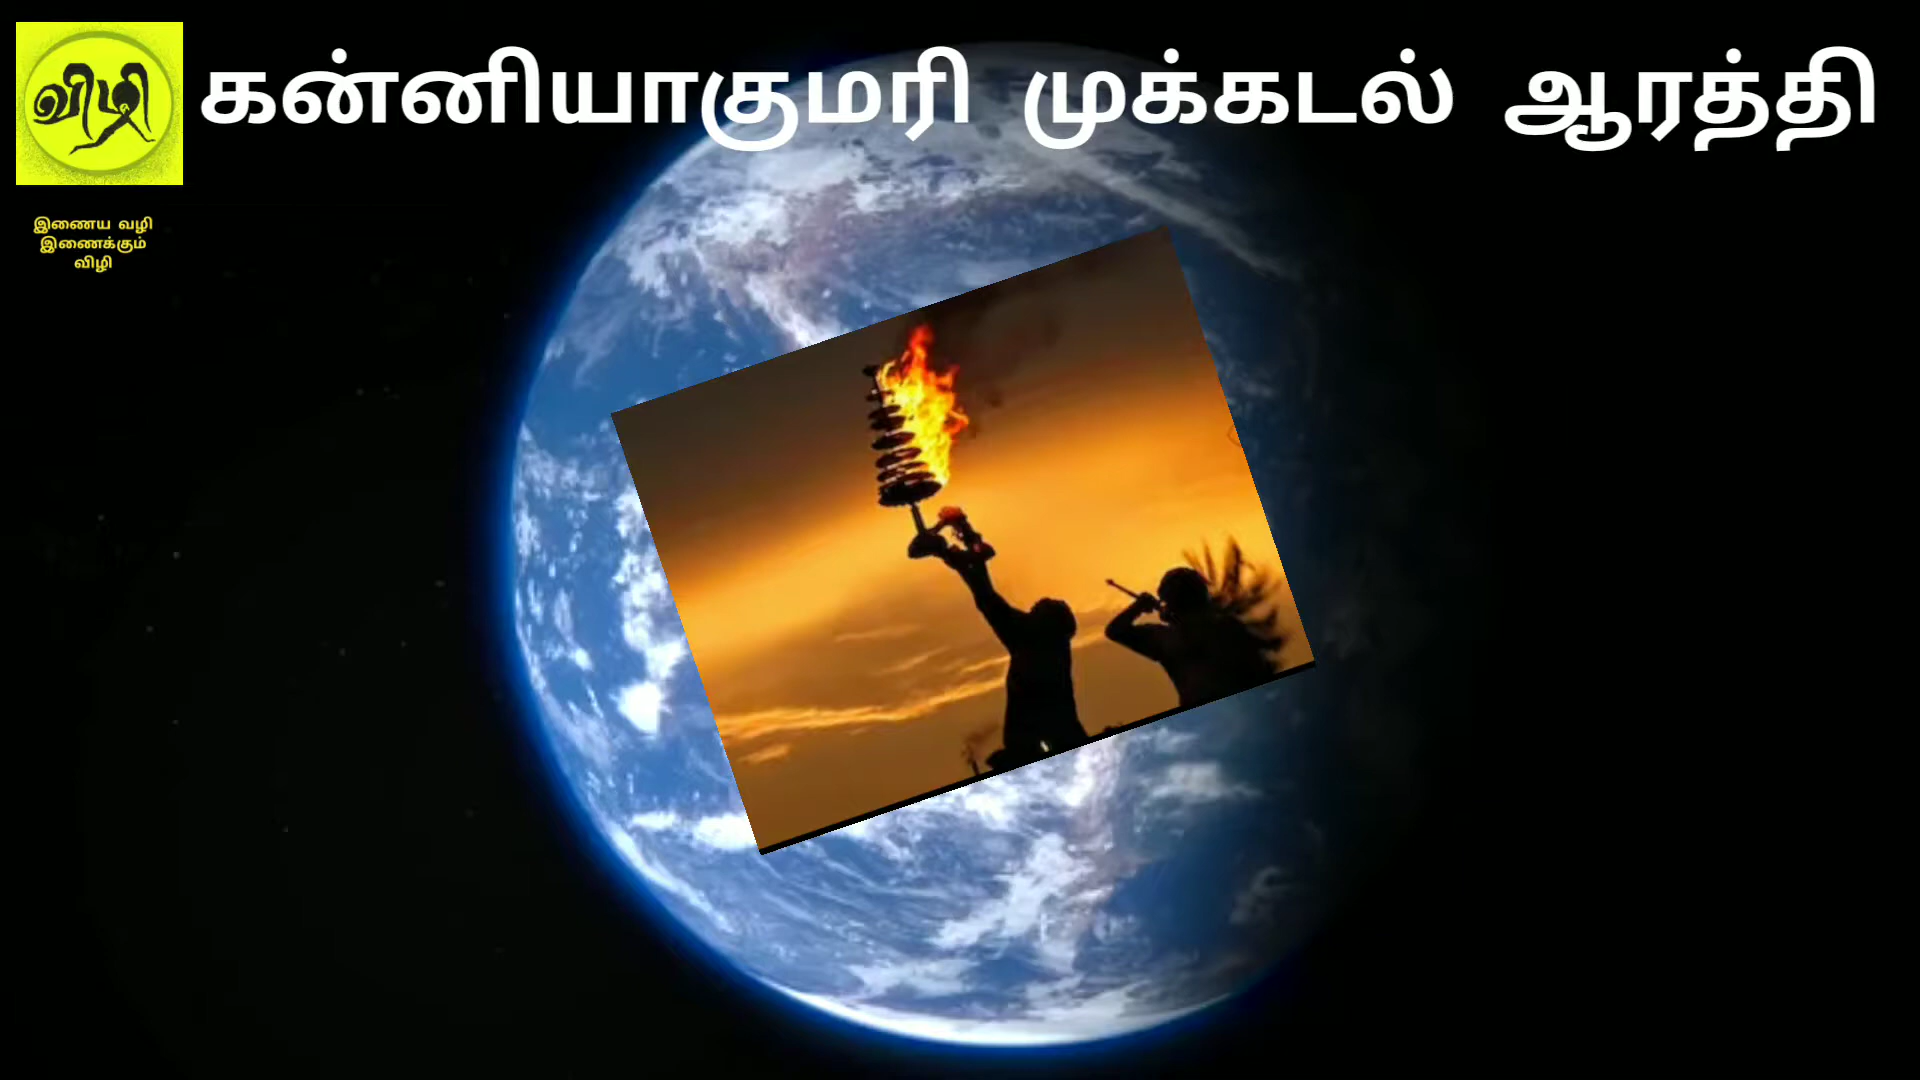 கன்னியாகுமரி முக்கடல் ஆரத்தி
விழி
இணைய வழி
இணைக்கும்
விழி